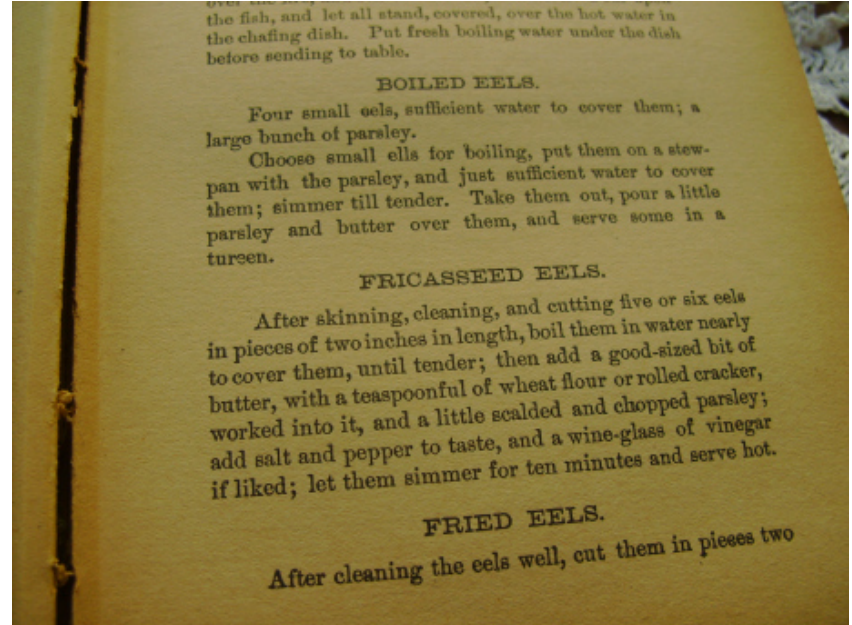 the fish, and let all stand, covered, over the hot water in
the chafing dish. Put fresh boiling water under the dish
before sending to table.
BOILED EELS.
Four small eels, sufficient water to cover them; a
large bunch of parsley.
Choose small ells for boiling, put them on a stew-
pan with the parsley, and just sufficient water to cover
them; simmer till tender. Take them out, pour a little
parsley and butter over them, and serve some in a
tureen.
FRICASSEED EELS.
After skinning, cleaning, and cutting five or six eels
in pieces of two inches in length, boil them in water nearly
to cover them, until tender; then add a good-sized bit of
butter, with a teaspoonful of wheat flour or rolled cracker,
worked into it, and a little scalded and chopped parsley;
add salt and pepper to taste, and a wine-glass of vinegar
if liked; let them simmer for ten minutes and serve hot.
FRIED EELS.
After cleaning the eels well, cut them in pieces two